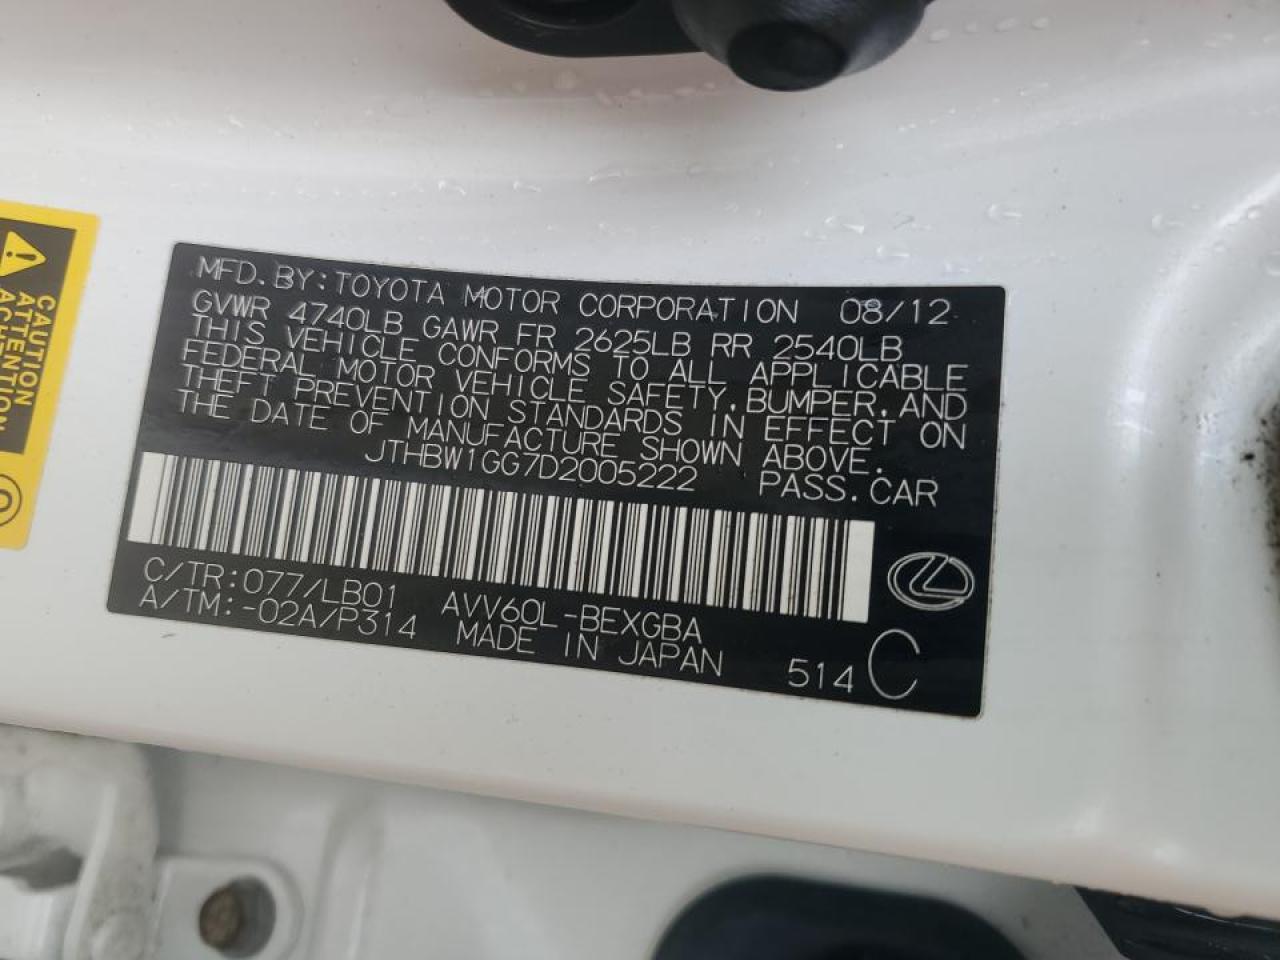 CAUTION
ATTENTION
ACHTUNG
MFD. BY: TOYOTA MOTOR CORPORATION 08/12
GVWR 4740LB GAWR FR 2625LB RR 2540LB
THIS VEHICLE CONFORMS TO ALL APPLICABLE
FEDERAL MOTOR VEHICLE SAFETY, BUMPER, AND
THEFT PREVENTION STANDARDS IN EFFECT ON
THE DATE OF MANUFACTURE SHOWN ABOVE.
JTHBW1GG7D2005222 PASS. CAR
C/TR: 077/LB01 AVV60L-BEXGBA
A/TM: -02A/P314 MADE IN JAPAN 514 C